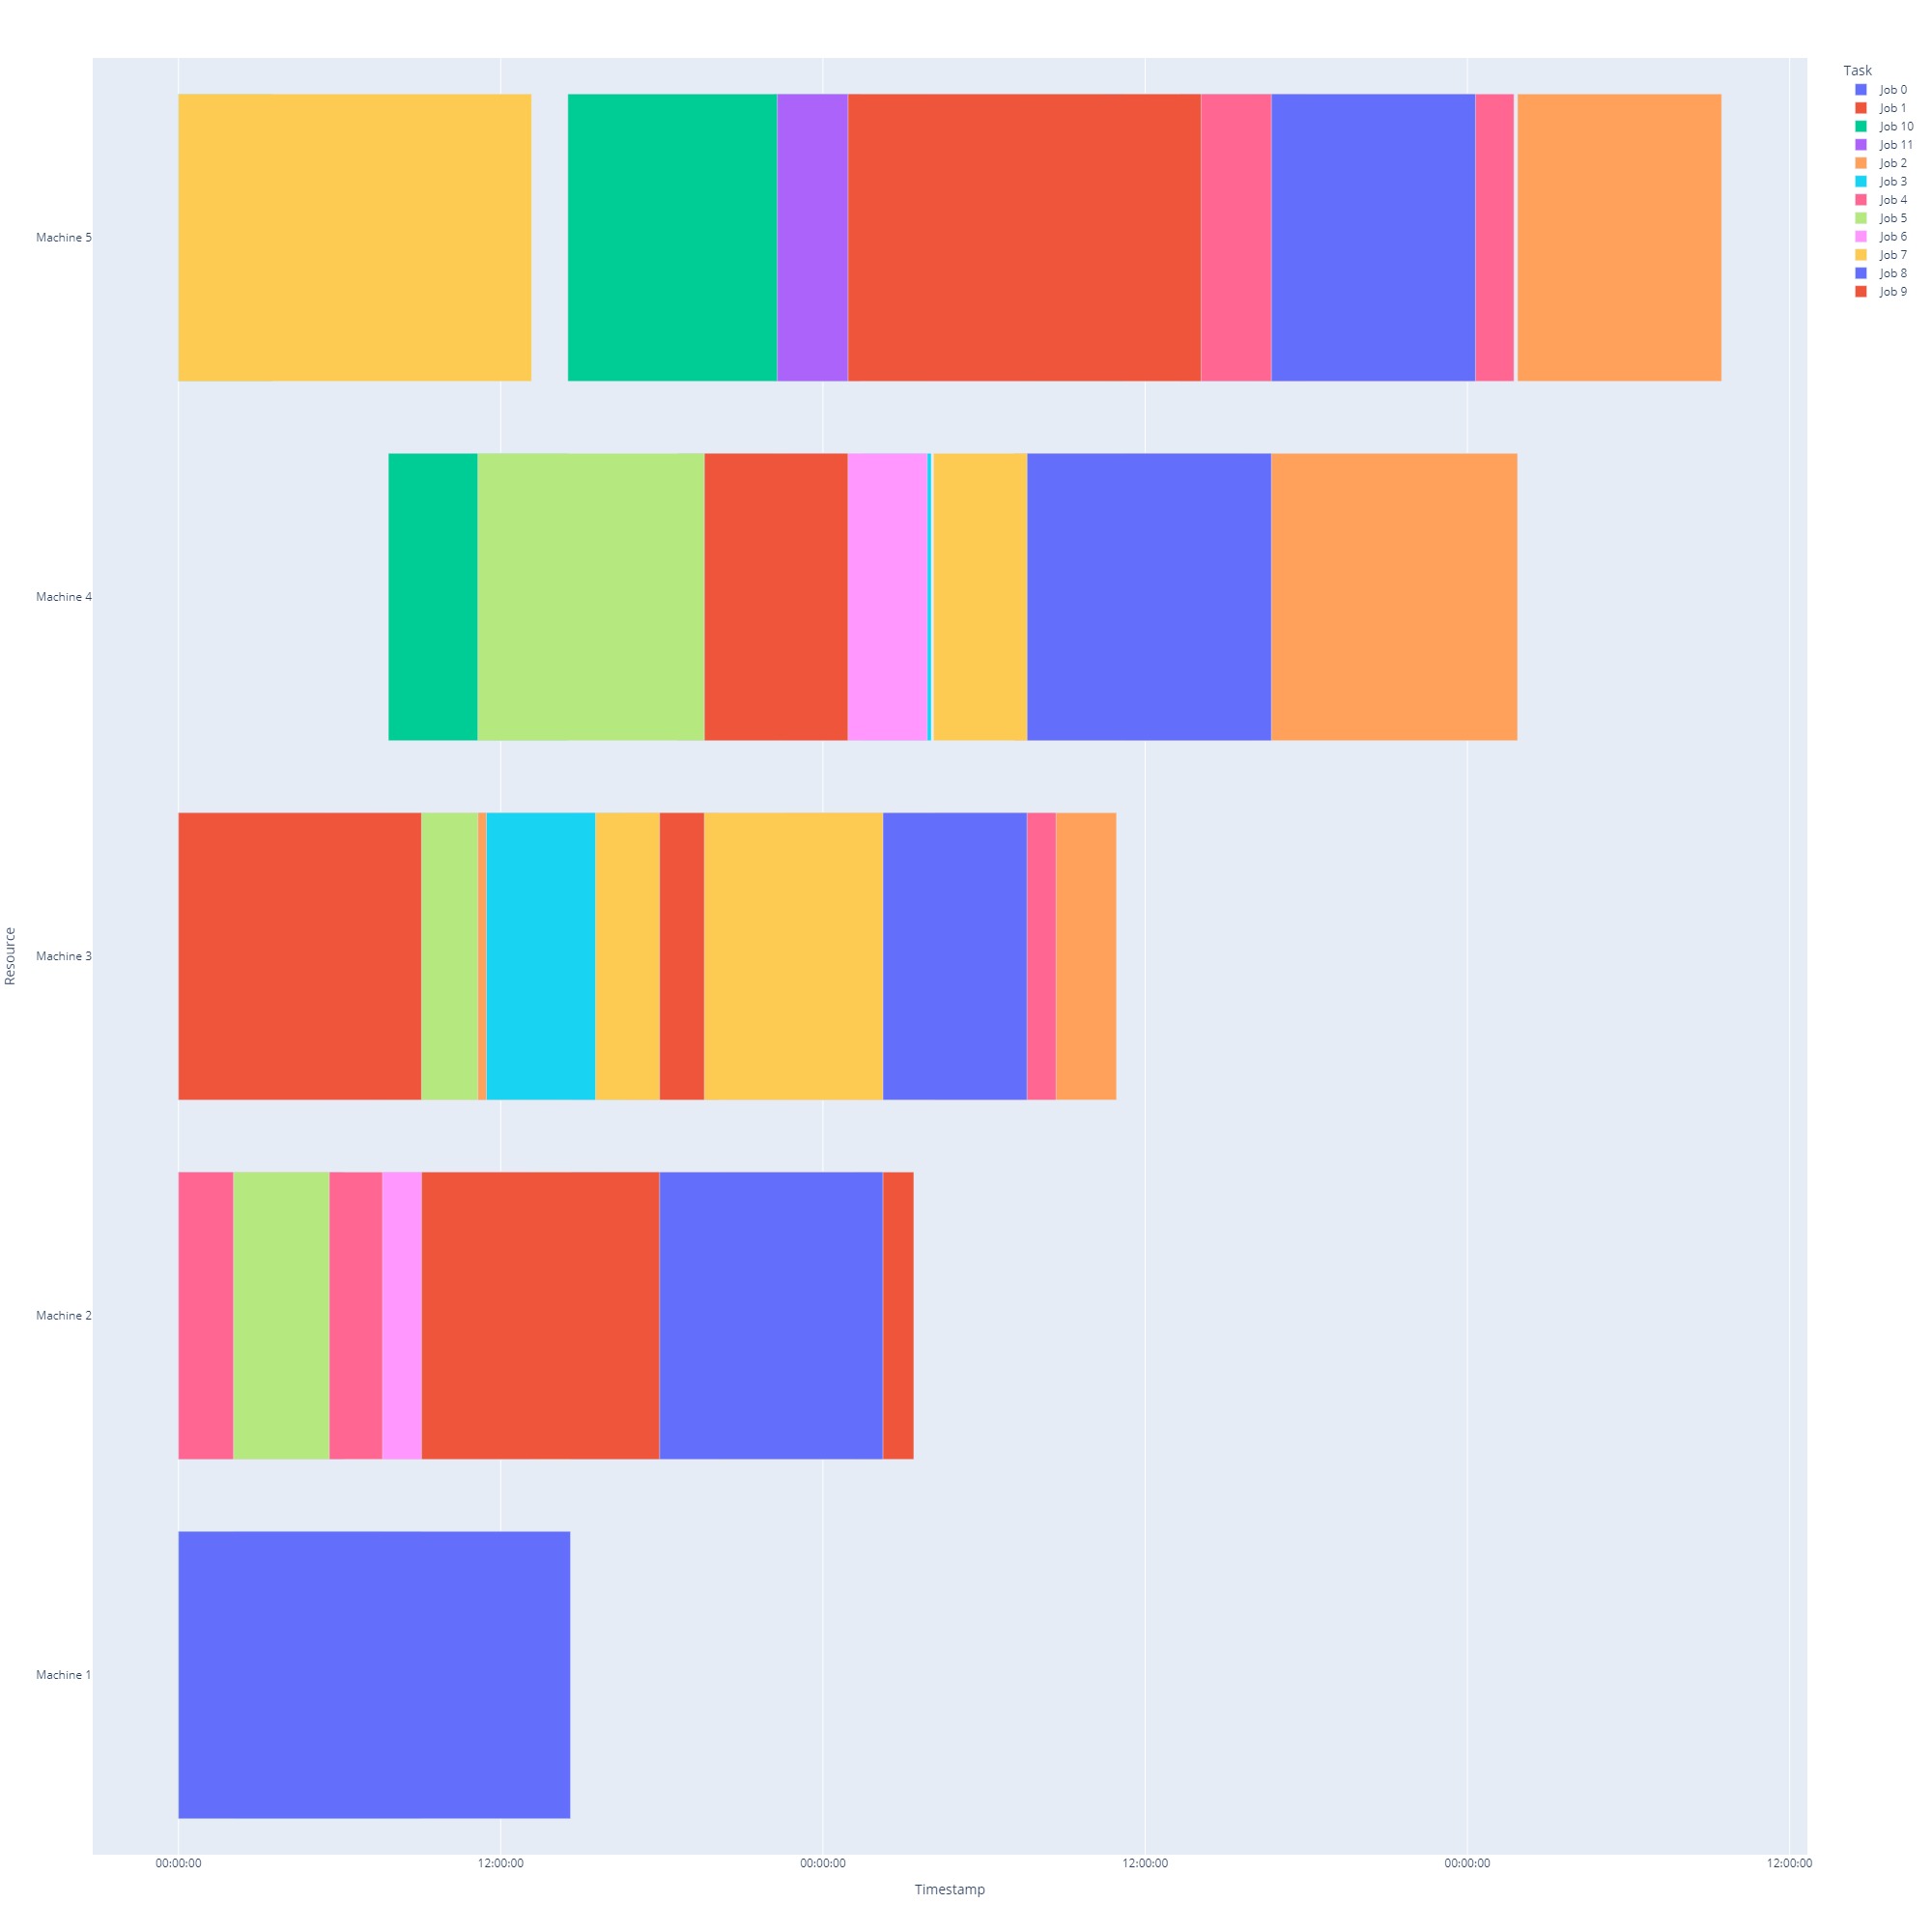 Task
Job 0
Job 1
Job 10
Job 11
Job 2
Job 3
Job 4
Job 5
Job 6
Job 7
Job 8
Job 9
Machine 5
Machine 4
Machine 3
Resource
Machine 2
Machine 1
00:00:00 12:00:00 00:00:00 12:00:00 00:00:00 12:00:00
Timestamp